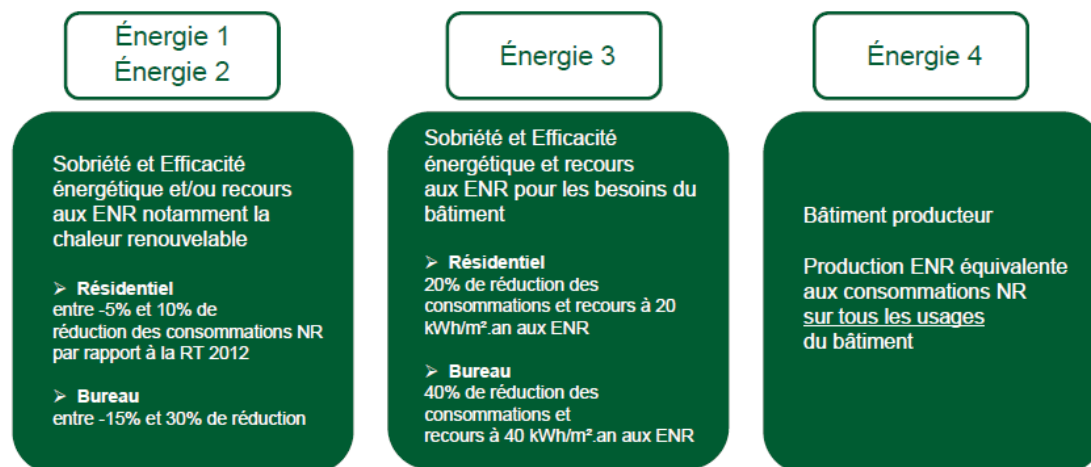 Énergie 1
Énergie 2
Sobriété et Efficacité
énergétique et/ou recours
aux ENR notamment la
chaleur renouvelable
➢ Résidentiel
entre -5% et 10% de
réduction des consommations NR
par rapport à la RT 2012
➢ Bureau
entre -15% et 30% de réduction
Énergie 3
Sobriété et Efficacité
énergétique et recours
aux ENR pour les besoins du
bâtiment
➢ Résidentiel
20% de réduction des
consommations et recours à 20
kWh/m².an aux ENR
➢ Bureau
40% de réduction des
consommations et
recours à 40 kWh/m².an aux ENR
Énergie 4
Bâtiment producteur
Production ENR équivalente
aux consommations NR
sur tous les usages
du bâtiment